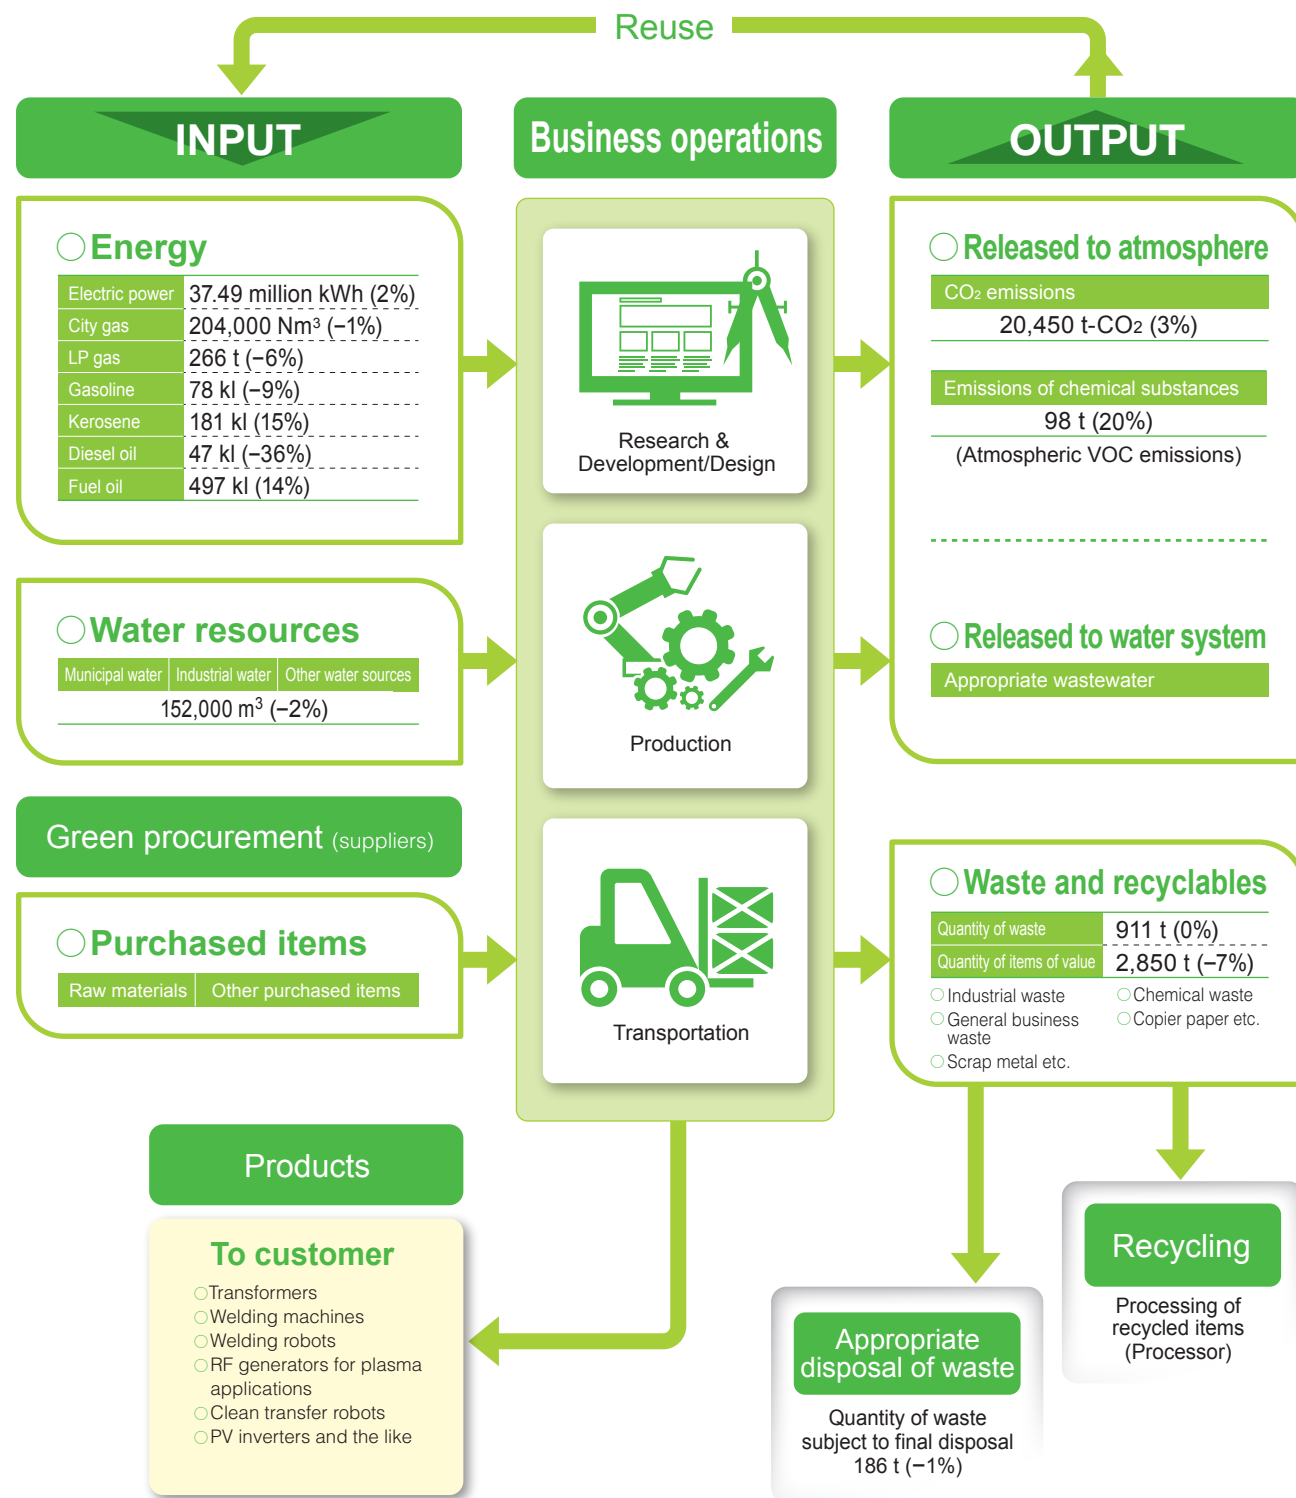 Reuse
INPUT
Business operations
OUTPUT
Energy
Electric power 37.49 million kWh (2%)
City gas 204,000 Nm³ (−1%)
LP gas 266 t (−6%)
Gasoline 78 kl (−9%)
Kerosene 181 kl (15%)
Diesel oil 47 kl (−36%)
Fuel oil 497 kl (14%)
Water resources
Municipal water Industrial water Other water sources
152,000 m³ (−2%)
Green procurement (suppliers)
Purchased items
Raw materials Other purchased items
Research &
Development/Design
Production
Transportation
Released to atmosphere
CO₂ emissions
20,450 t-CO₂ (3%)
Emissions of chemical substances
98 t (20%)
(Atmospheric VOC emissions)
Released to water system
Appropriate wastewater
Waste and recyclables
Quantity of waste 911 t (0%)
Quantity of items of value 2,850 t (−7%)
Industrial waste
General business
waste
Scrap metal etc.
Chemical waste
Copier paper etc.
Products
To customer
Transformers
Welding machines
Welding robots
RF generators for plasma
applications
Clean transfer robots
PV inverters and the like
Appropriate
disposal of waste
Quantity of waste
subject to final disposal
186 t (−1%)
Recycling
Processing of
recycled items
(Processor)